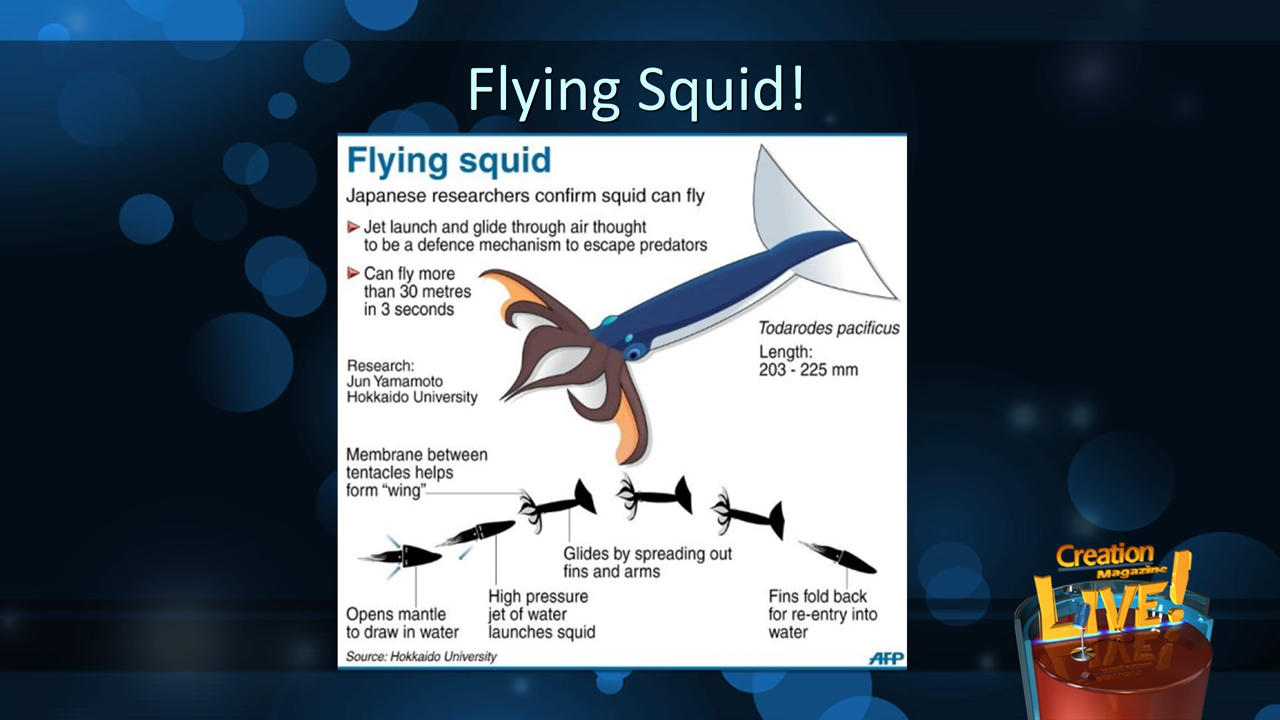 Flying Squid!
Flying squid
Japanese researchers confirm squid can fly
Jet launch and glide through air thought
to be a defence mechanism to escape predators
Can fly more
than 30 metres
in 3 seconds
Todarodes pacificus
Length:
203 - 225 mm
Research:
Jun Yamamoto
Hokkaido University
Membrane between
tentacles helps
form “wing”
Glides by spreading out
fins and arms
Opens mantle
to draw in water
High pressure
jet of water
launches squid
Fins fold back
for re-entry into
water
Source: Hokkaido University
AFP
Creation
Magazine
LIVE!